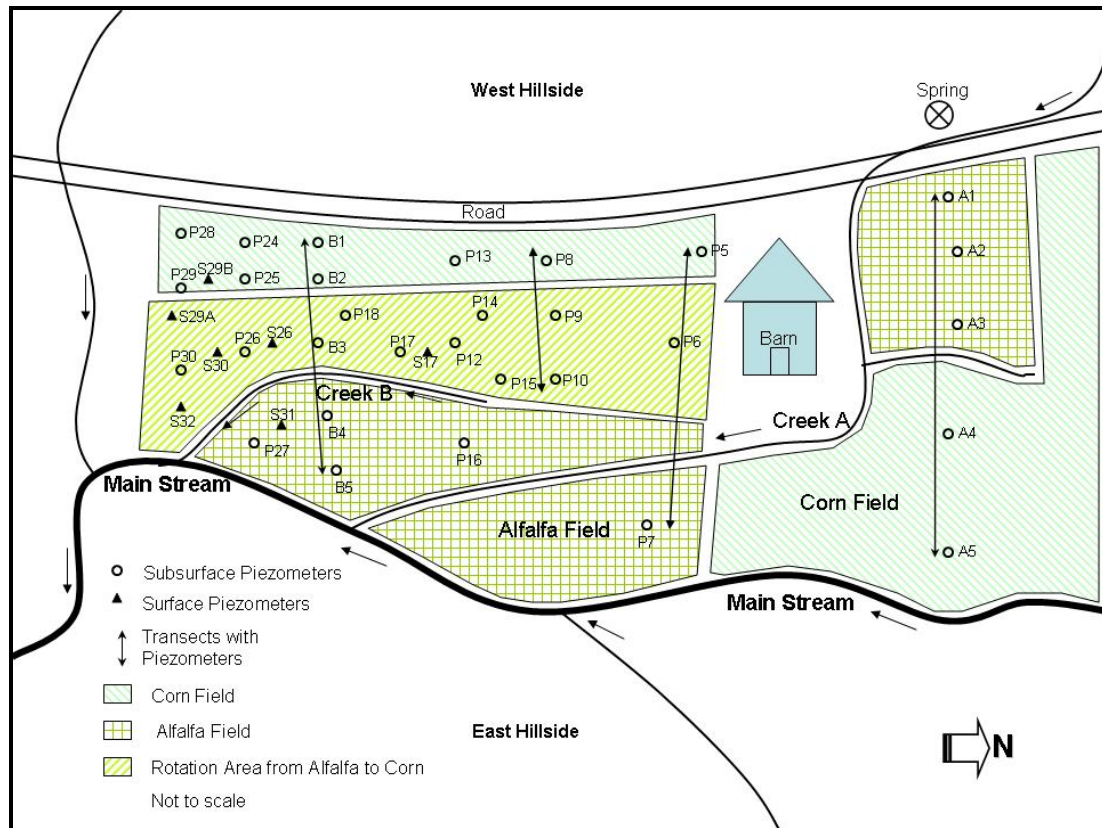 West Hillside
Spring
Road
A1
P28
P24
B1
P13
P8
P5
A2
P29
S29B
P25
B2
S29A
P18
P14
P9
A3
P30
S30
P26
S26
B3
P17
S17
P12
P6
Barn
P15
P10
S32
Creek B
S31
B4
Creek A
P27
P16
A4
B5
Main Stream
Corn Field
Alfalfa Field
P7
A5
Subsurface Piezometers
Surface Piezometers
Main Stream
Transects with
Piezometers
Corn Field
Alfalfa Field
East Hillside
N
Rotation Area from Alfalfa to Corn
Not to scale